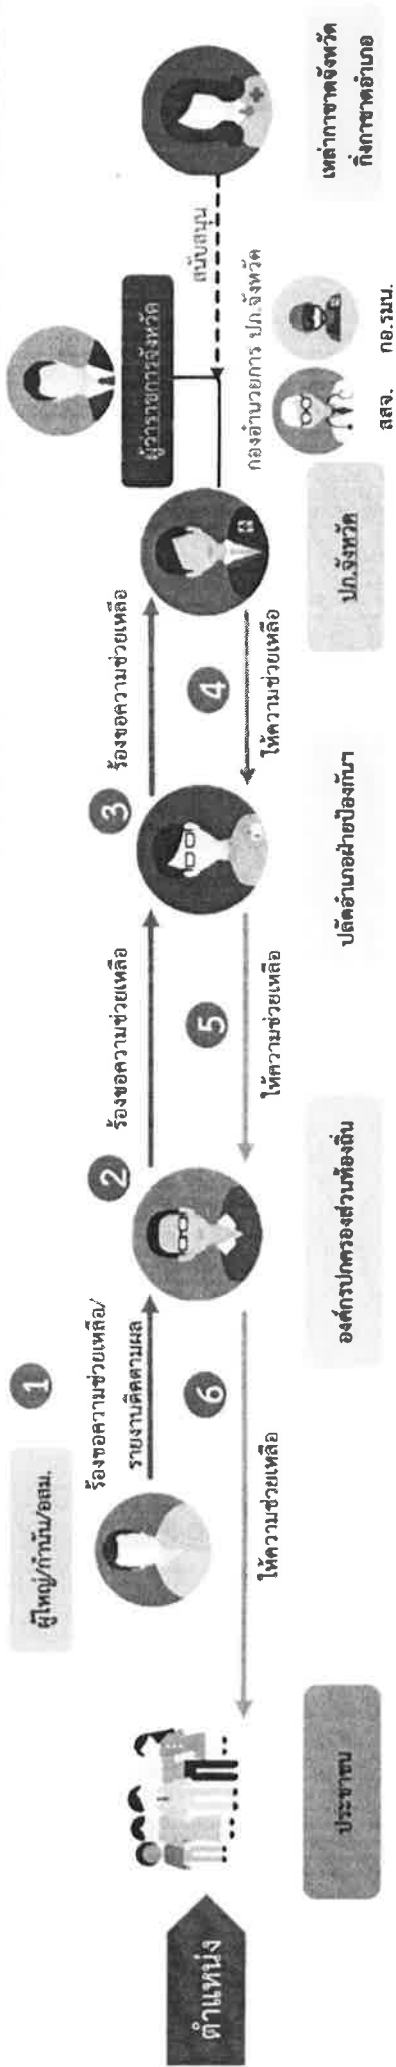 ตำแหน่ง
ผู้ใหญ่/กำนัน/อสม.
1
ร้องขอความช่วยเหลือ/
รายงานติดตามผล
2
ร้องขอความช่วยเหลือ
3
ร้องขอความช่วยเหลือ
ผู้ว่าราชการจังหวัด
สนับสนุน
6
ให้ความช่วยเหลือ
5
ให้ความช่วยเหลือ
4
ให้ความช่วยเหลือ
กองอำนวยการ ปภ.จังหวัด
สสจ.
กอ.รมน.
ประชาชน
องค์กรปกครองส่วนท้องถิ่น
ปลัดอำเภอฝ่ายป้องกันฯ
ปภ.จังหวัด
เหล่ากาชาดจังหวัด
กิ่งกาชาดอำเภอ